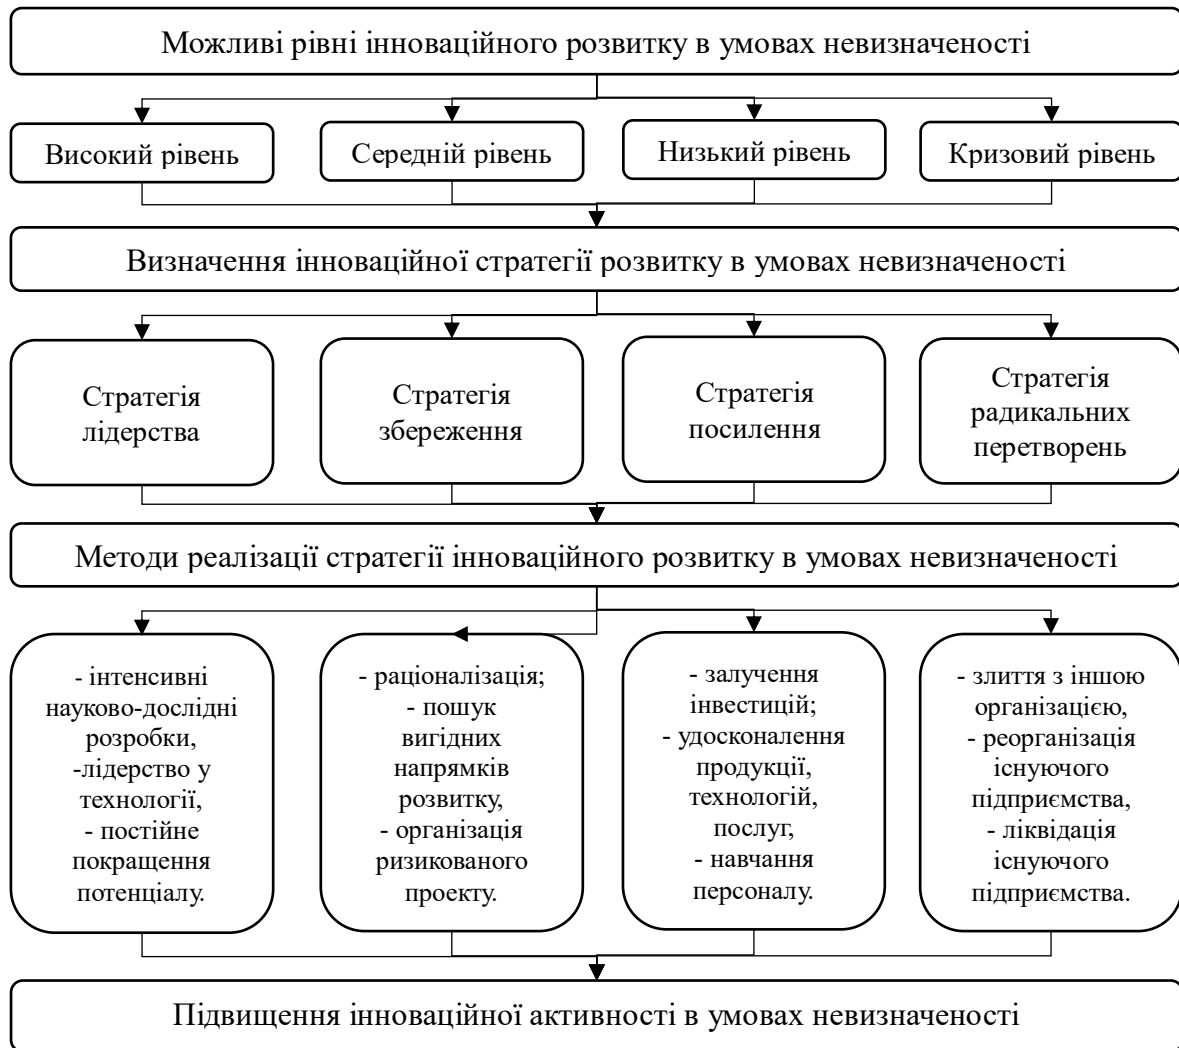 Можливі рівні інноваційного розвитку в умовах невизначеності
Високий рівень
Середній рівень
Низький рівень
Кризовий рівень
Визначення інноваційної стратегії розвитку в умовах невизначеності
Стратегія
лідерства
Стратегія
збереження
Стратегія
посилення
Стратегія
радикальних
перетворень
Методи реалізації стратегії інноваційного розвитку в умовах невизначеності
- інтенсивні
науково-дослідні
розробки,
-лідерство у
технології,
- постійне
покращення
потенціалу.
- раціоналізація;
- пошук
вигідних
напрямків
розвитку,
- організація
ризикованого
проекту.
- залучення
інвестицій;
- удосконалення
продукції,
технологій,
послуг,
- навчання
персоналу.
- злиття з іншою
організацією,
- реорганізація
існуючого
підприємства,
- ліквідація
існуючого
підприємства.
Підвищення інноваційної активності в умовах невизначеності